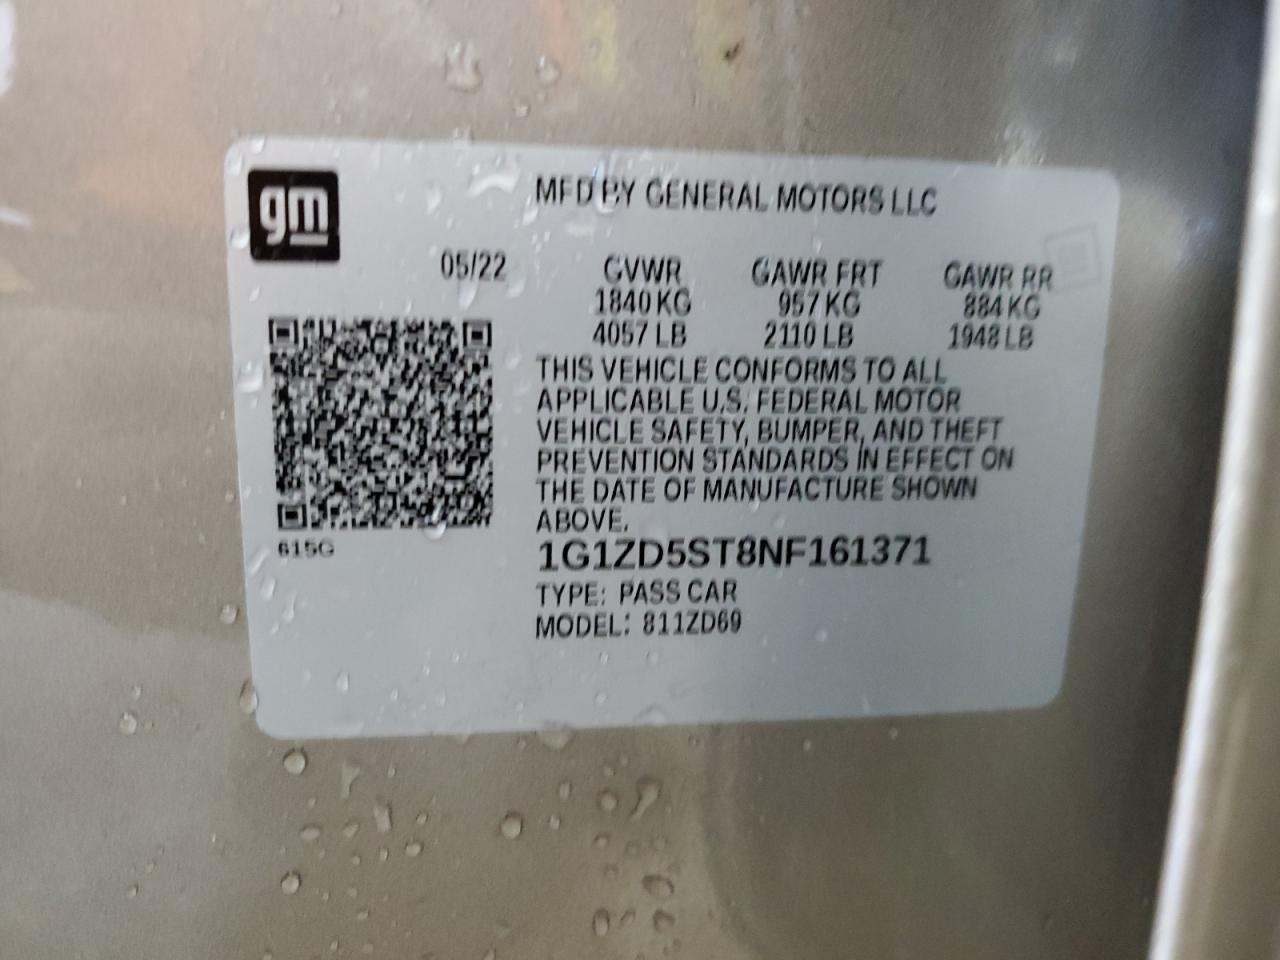 gm
MFD BY GENERAL MOTORS LLC
05/22 GVWR GAWR FRT GAWR RR
1840 KG 957 KG 884 KG
4057 LB 2110 LB 1948 LB
THIS VEHICLE CONFORMS TO ALL
APPLICABLE U.S. FEDERAL MOTOR
VEHICLE SAFETY, BUMPER, AND THEFT
PREVENTION STANDARDS IN EFFECT ON
THE DATE OF MANUFACTURE SHOWN
ABOVE.
615G
1G1ZD5ST8NF161371
TYPE: PASS CAR
MODEL: 811ZD69